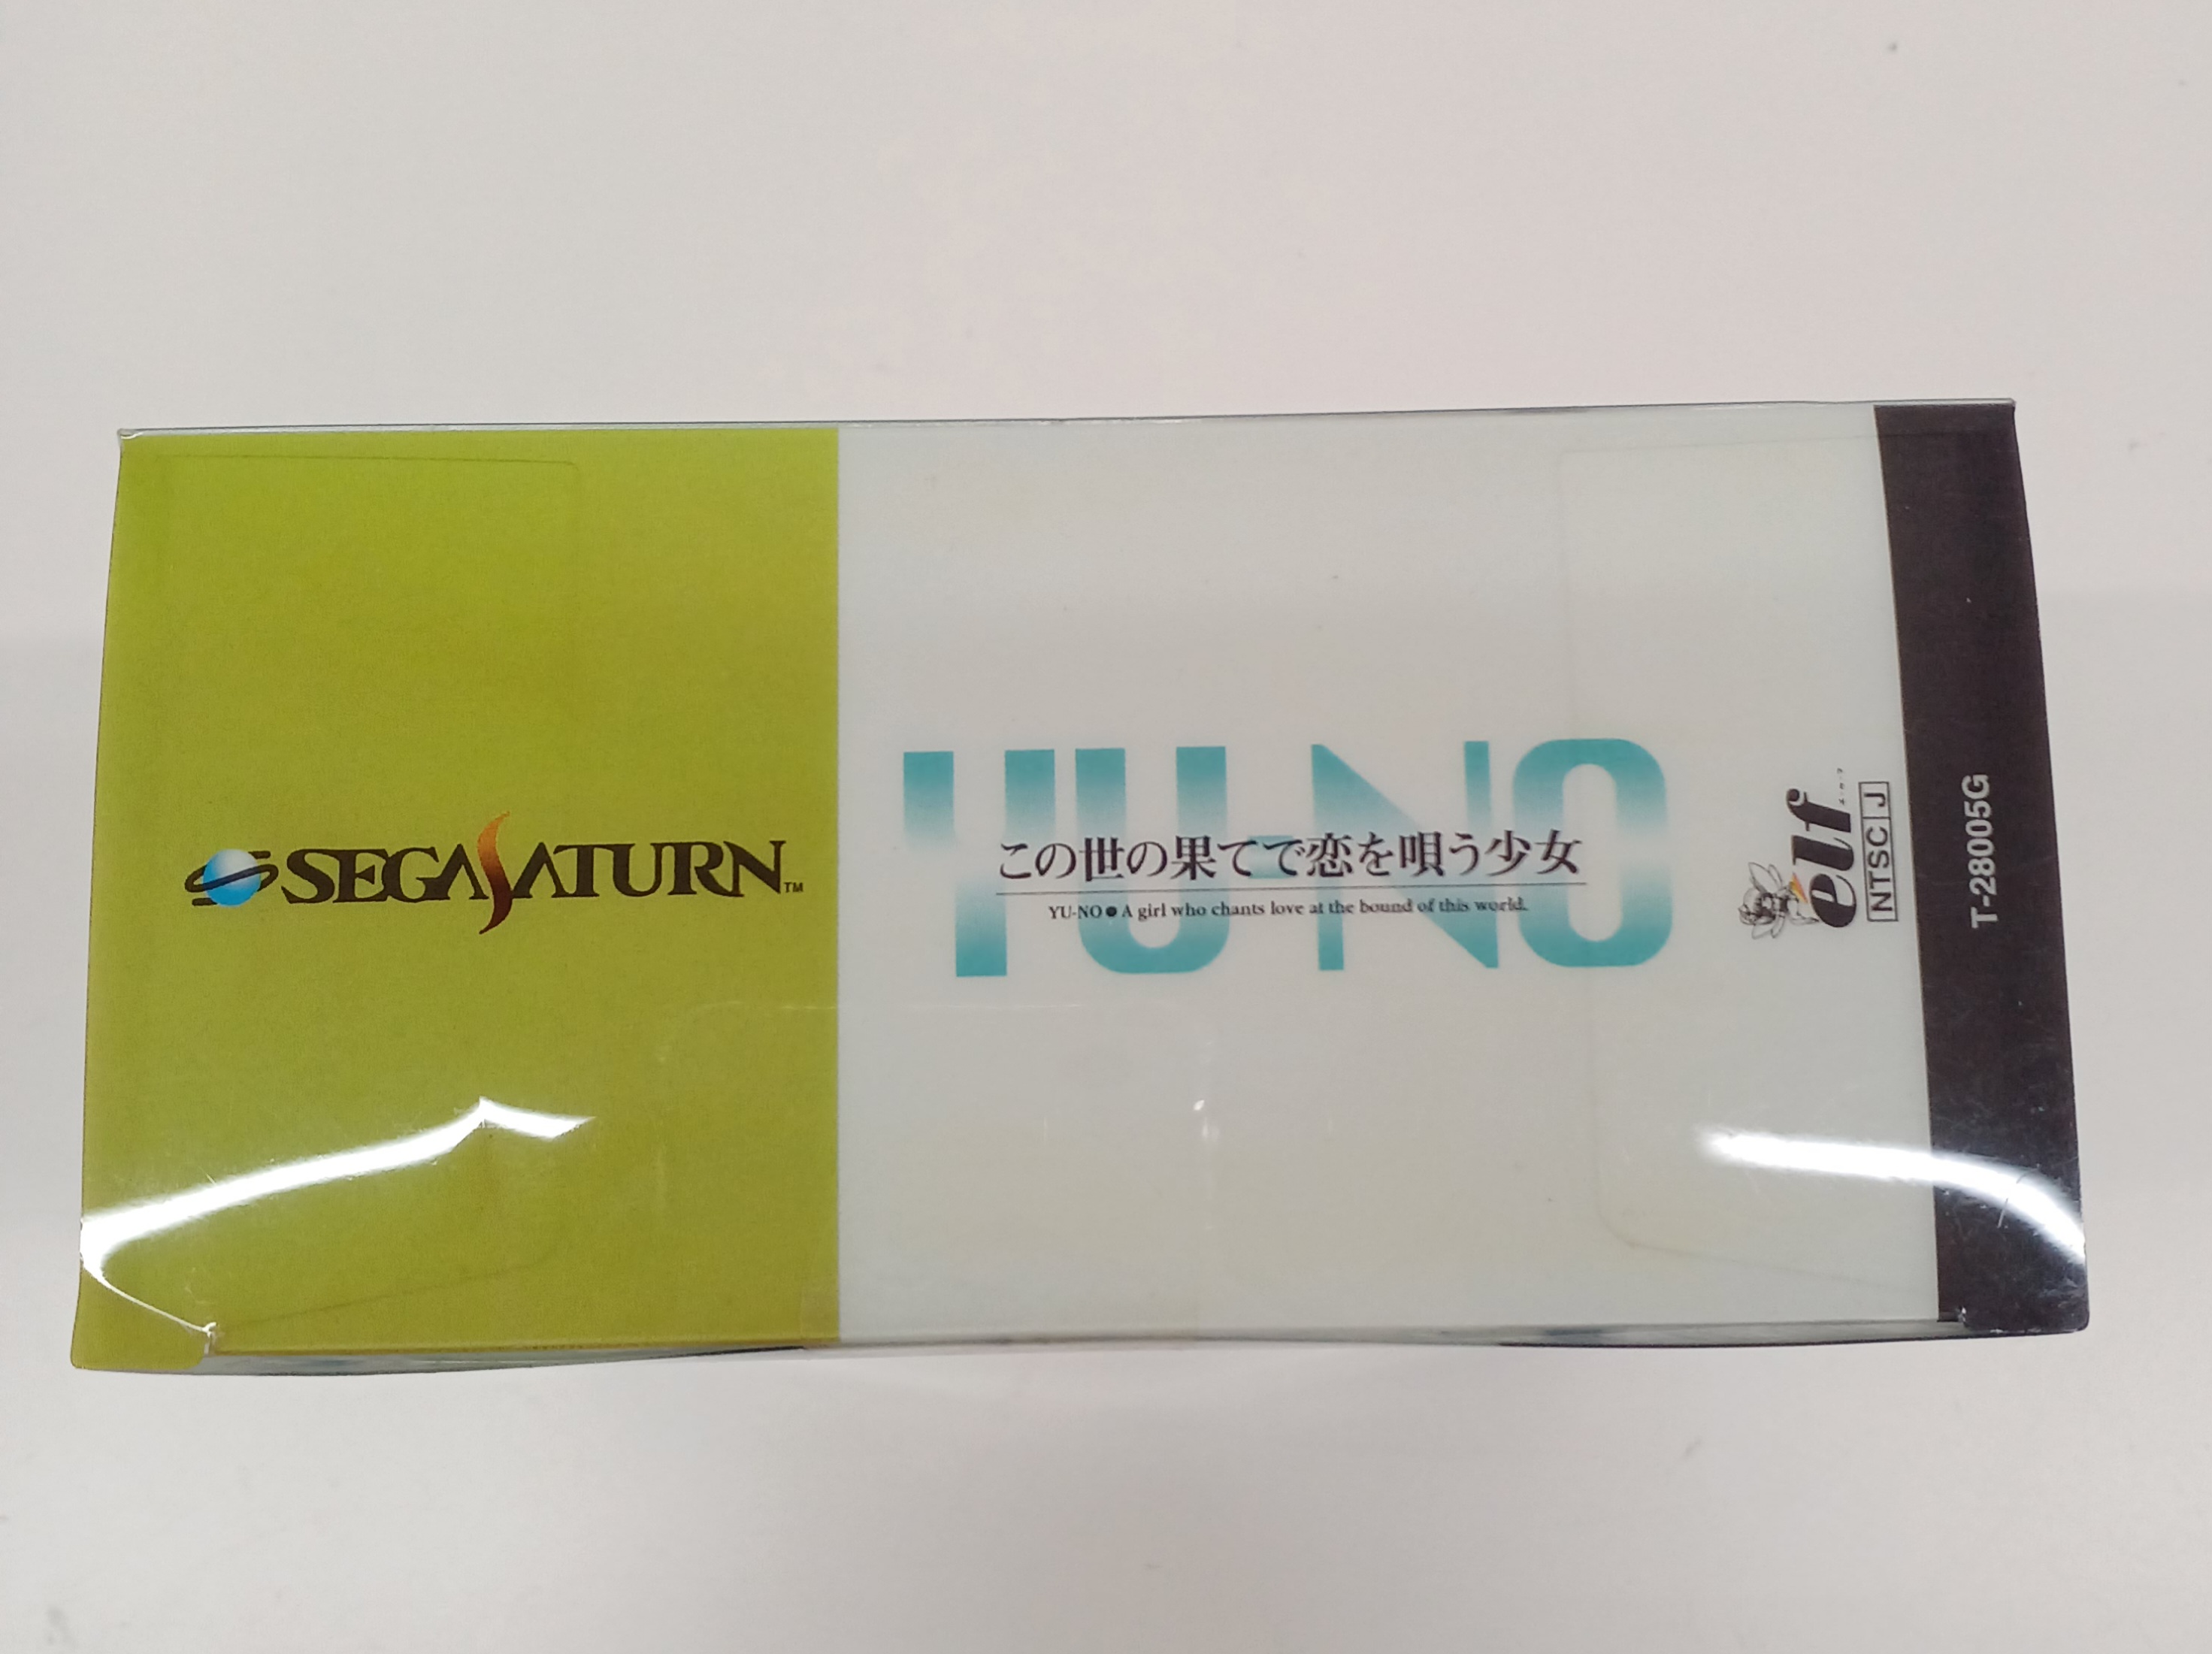 SEGASATURN™
YU-NO
この世の果てで恋を唄う少女
YU-NO●A girl who chants love at the bound of this world.
elf
NTSC J
T-28005G